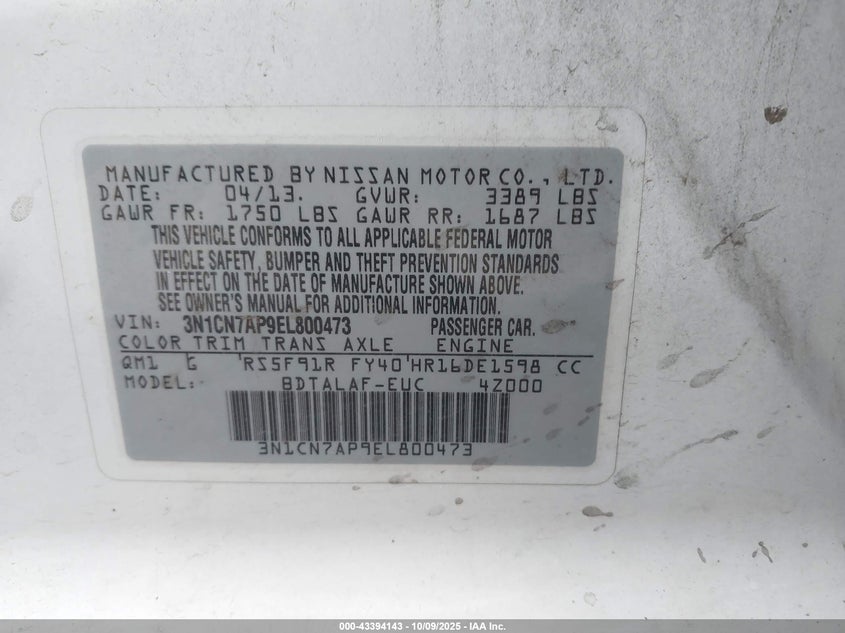 MANUFACTURED BY NISSAN MOTOR CO., LTD.
DATE: 04/13. GVWR: 3389 LBS
GAWR FR: 1750 LBS GAWR RR: 1687 LBS
THIS VEHICLE CONFORMS TO ALL APPLICABLE FEDERAL MOTOR
VEHICLE SAFETY, BUMPER AND THEFT PREVENTION STANDARDS
IN EFFECT ON THE DATE OF MANUFACTURE SHOWN ABOVE.
SEE OWNER'S MANUAL FOR ADDITIONAL INFORMATION.
VIN: 3N1CN7AP9EL800473 PASSENGER CAR.
COLOR TRIM TRANS AXLE ENGINE
QM1 G 'RS5F91R FY40'HR16DE1598 CC
MODEL: BDTALAF-EUC 4Z000
3N1CN7AP9EL800473
000-43394143 - 10/09/2025 - IAA Inc.